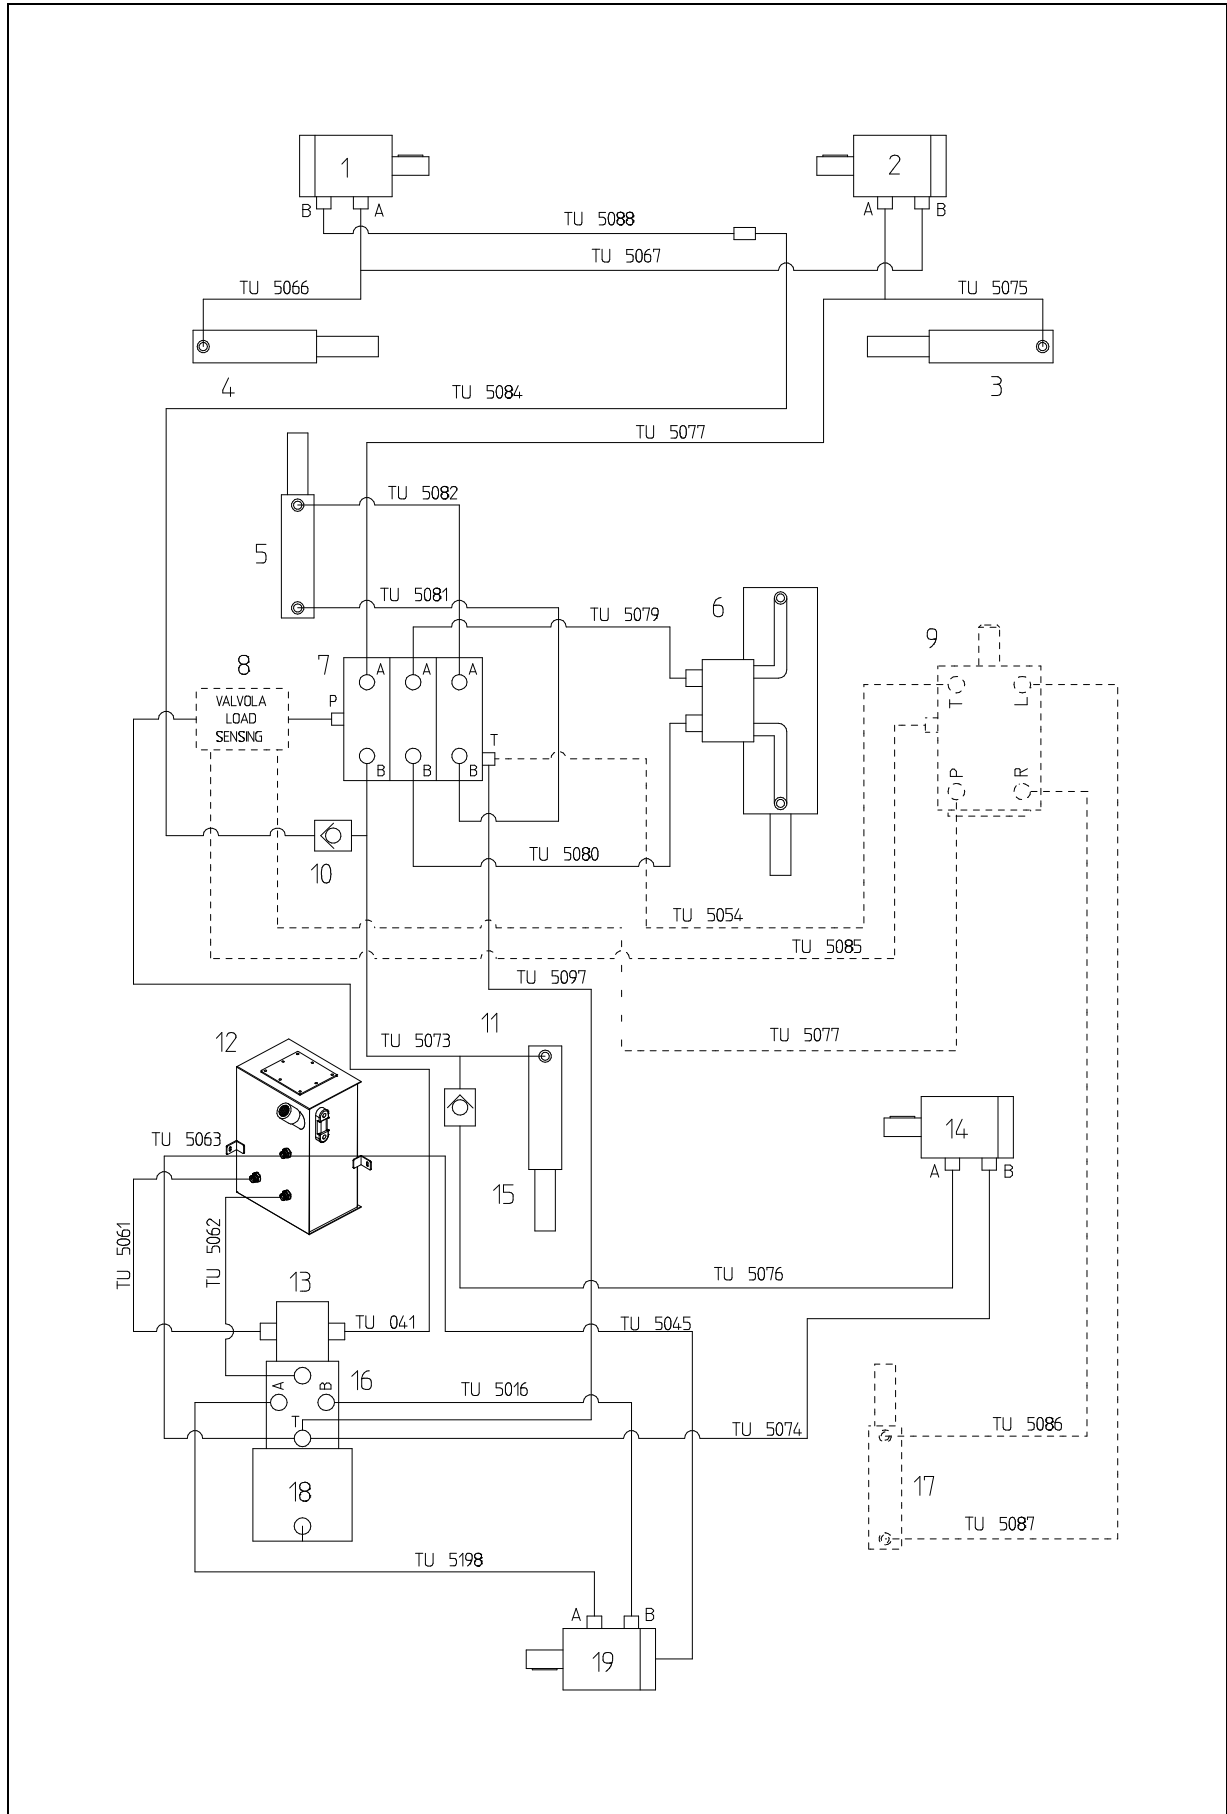 1
2
B A
A B
TU 5088
TU 5067
TU 5066
TU 5075
4
3
TU 5084
TU 5077
TU 5082
5
TU 5081
TU 5079
6
9
8
7
A A A
P
T L
VALVOLA
LOAD
SENSING
T
B B B
P R
10
TU 5080
TU 5054
TU 5085
TU 5097
11
12
TU 5073
TU 5077
TU 5063
14
A B
15
TU 5061
TU 5062
13
TU 5076
TU 041
TU 5045
A B
16
TU 5016
T
TU 5074
TU 5086
18
17
TU 5087
TU 5198
A B
19